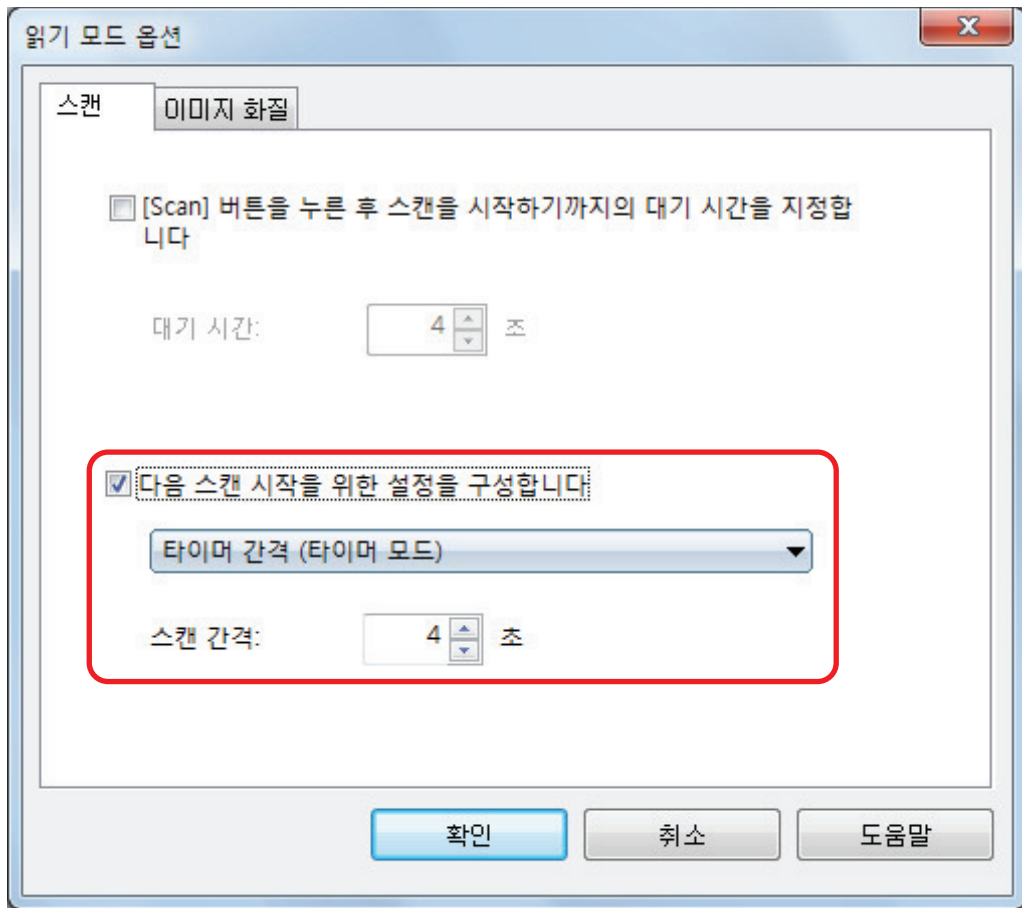 읽기 모드 옵션
스캔
이미지 화질
[Scan] 버튼을 누른 후 스캔을 시작하기까지의 대기 시간을 지정합
니다
대기 시간: 4 초
다음 스캔 시작을 위한 설정을 구성합니다
타이머 간격 (타이머 모드)
스캔 간격: 4 초
확인 취소 도움말